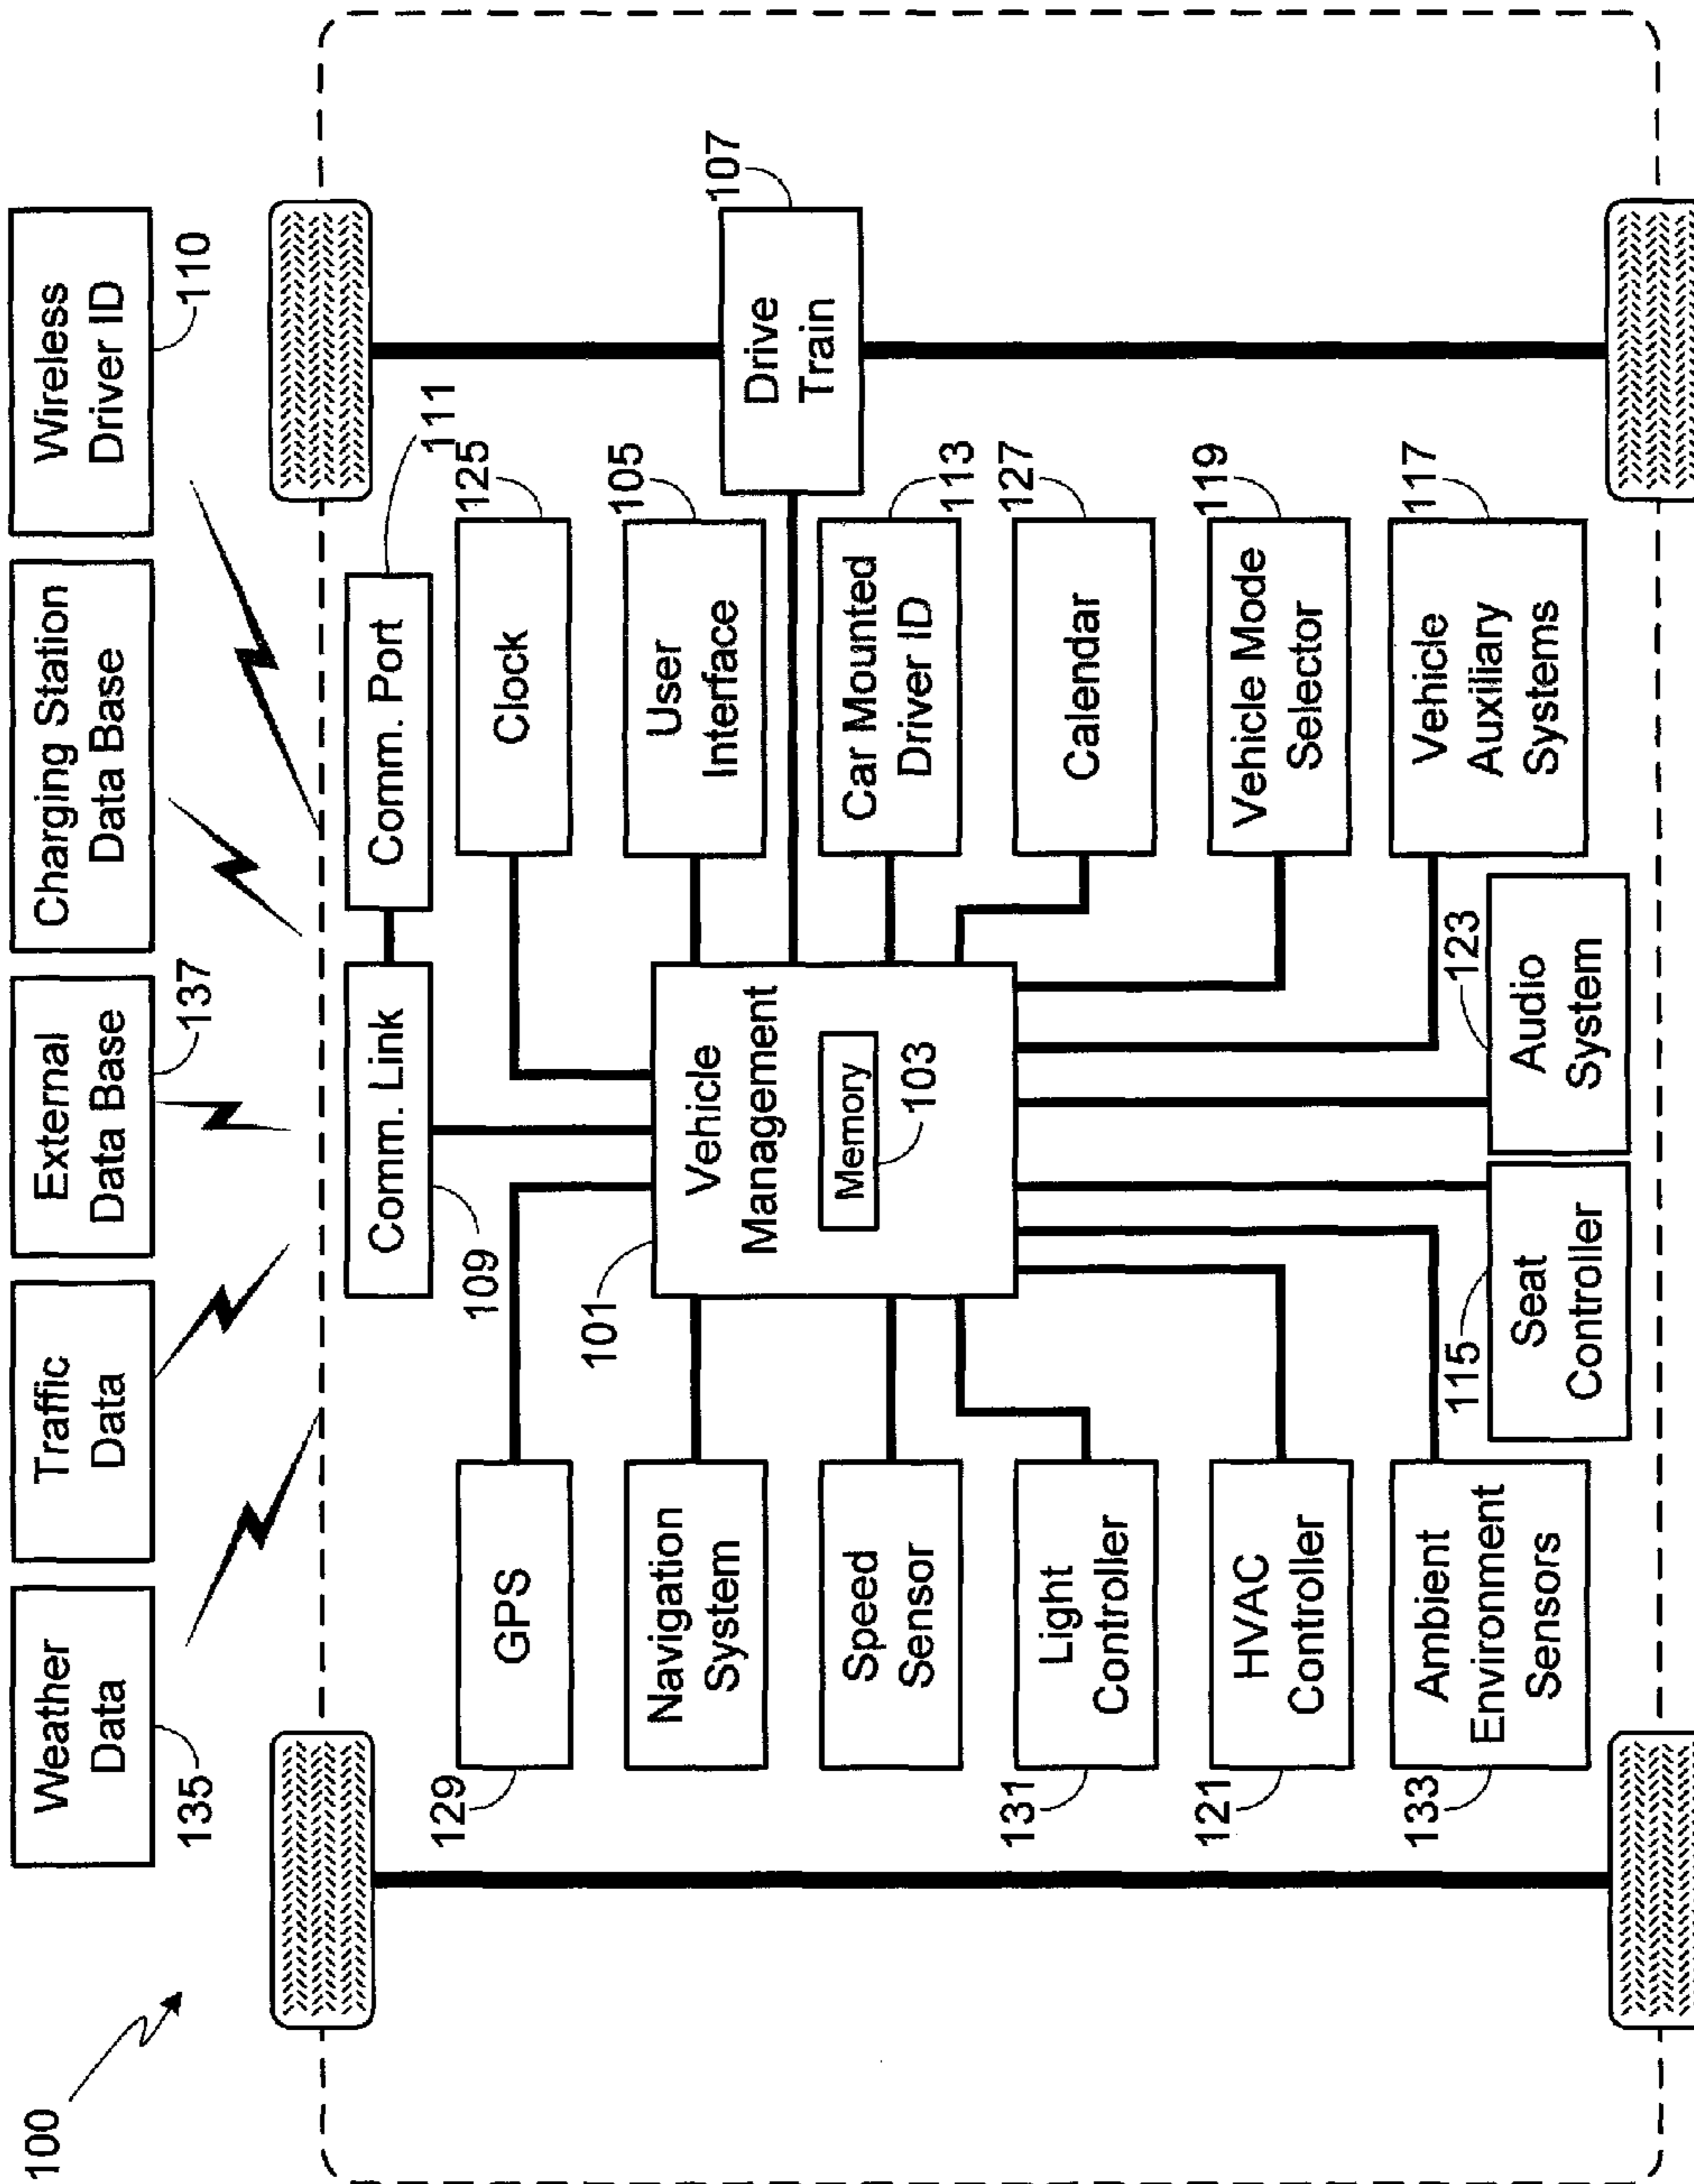 100
Weather
Data
135
Traffic
Data
External
Data Base
137
Charging Station
Data Base
Wireless
Driver ID
110
Comm. Link
109
Comm. Port
111
GPS
129
Clock
125
Navigation
System
User
Interface
105
Drive
Train
107
Vehicle
Management
101
Memory
103
Speed
Sensor
Car Mounted
Driver ID
113
Light
Controller
131
Calendar
127
HVAC
Controller
121
Vehicle Mode
Selector
119
Ambient
Environment
Sensors
133
Vehicle
Auxiliary
Systems
117
Seat
Controller
115
Audio
System
123